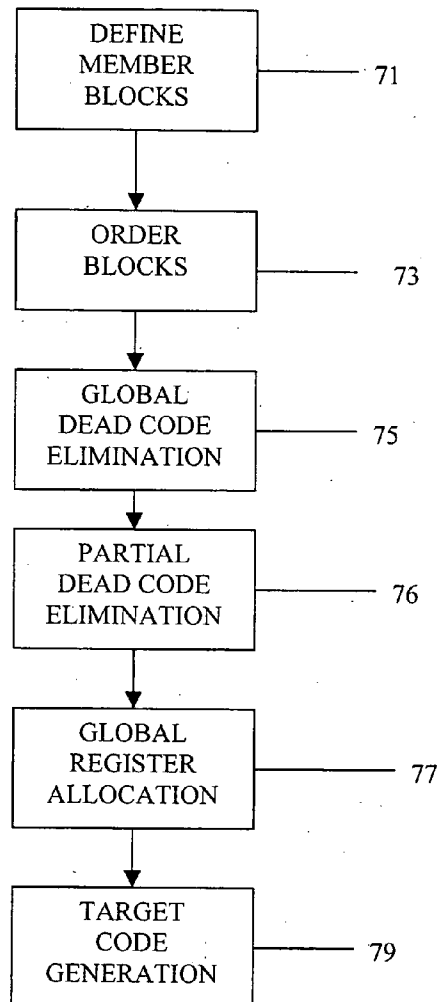 DEFINE
MEMBER
BLOCKS
71
ORDER
BLOCKS
73
GLOBAL
DEAD CODE
ELIMINATION
75
PARTIAL
DEAD CODE
ELIMINATION
76
GLOBAL
REGISTER
ALLOCATION
77
TARGET
CODE
GENERATION
79